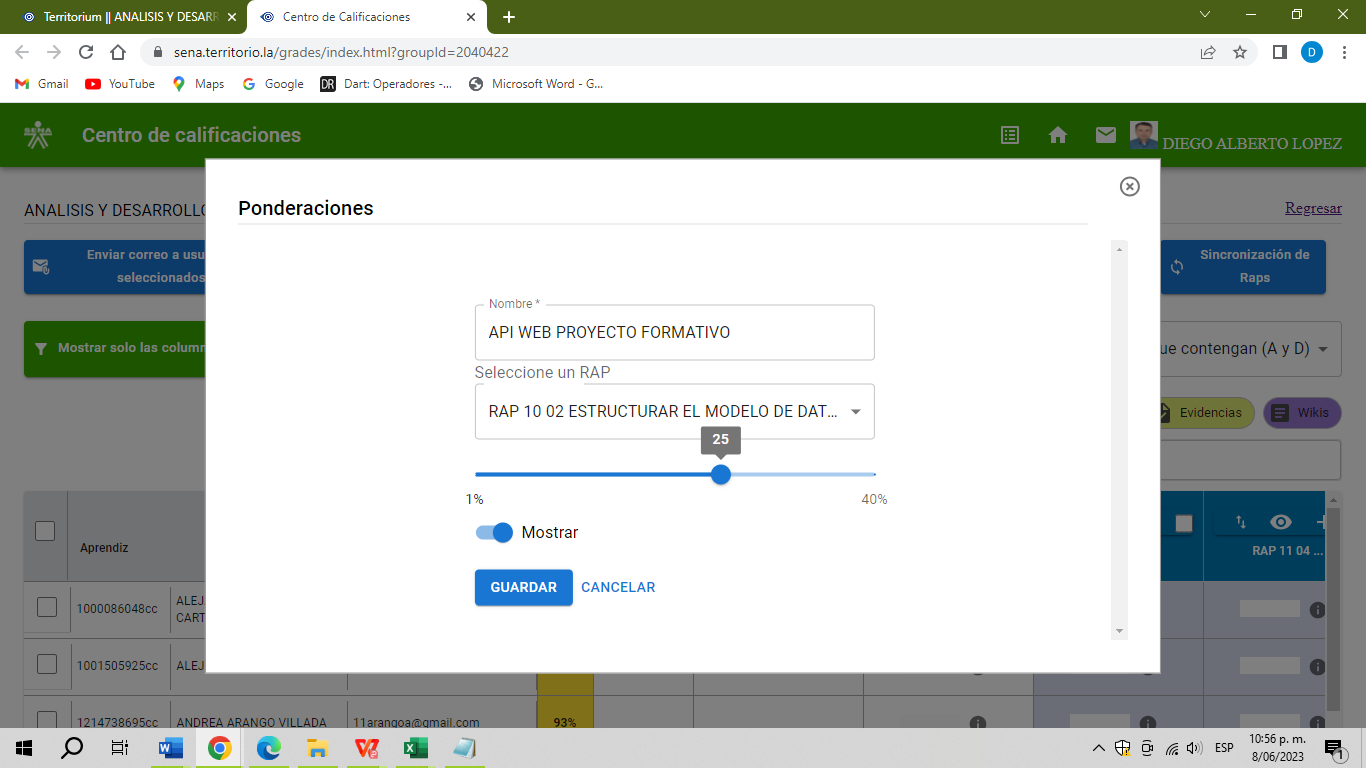 Territorium || ANALISIS Y DESARR
Centro de Calificaciones
sena.territorio.la/grades/index.html?groupId=2040422
D
Gmail
YouTube
Maps
Google
DR Dart: Operadores -...
Microsoft Word - G...
SENA
Centro de calificaciones
DIEGO ALBERTO LOPEZ
Ponderaciones
ANALISIS Y DESARROLLO
Regresar
Enviar correo a usu
seleccionados
Sincronización de
Raps
Nombre *
API WEB PROYECTO FORMATIVO
Mostrar solo las column
ue contengan (A y D)
Seleccione un RAP
RAP 10 02 ESTRUCTURAR EL MODELO DE DAT...
Evidencias
Wikis
25
1%
40%
Mostrar
Aprendiz
RAP 11 04 ...
GUARDAR
CANCELAR
1000086048cc
ALEJ
CART
1001505925cc
ALEJ
1214738695cc
ANDREA ARANGO VILLADA
11arangoa@gmail.com
93%
ESP
10:56 p. m.
8/06/2023
1